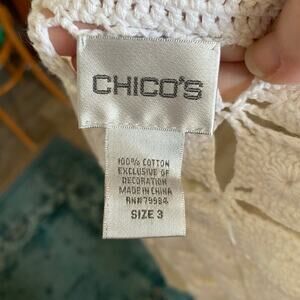 CHICO'S
100% COTTON
EXCLUSIVE OF
DECORATION
MADE IN CHINA
RN#79984
SIZE 3